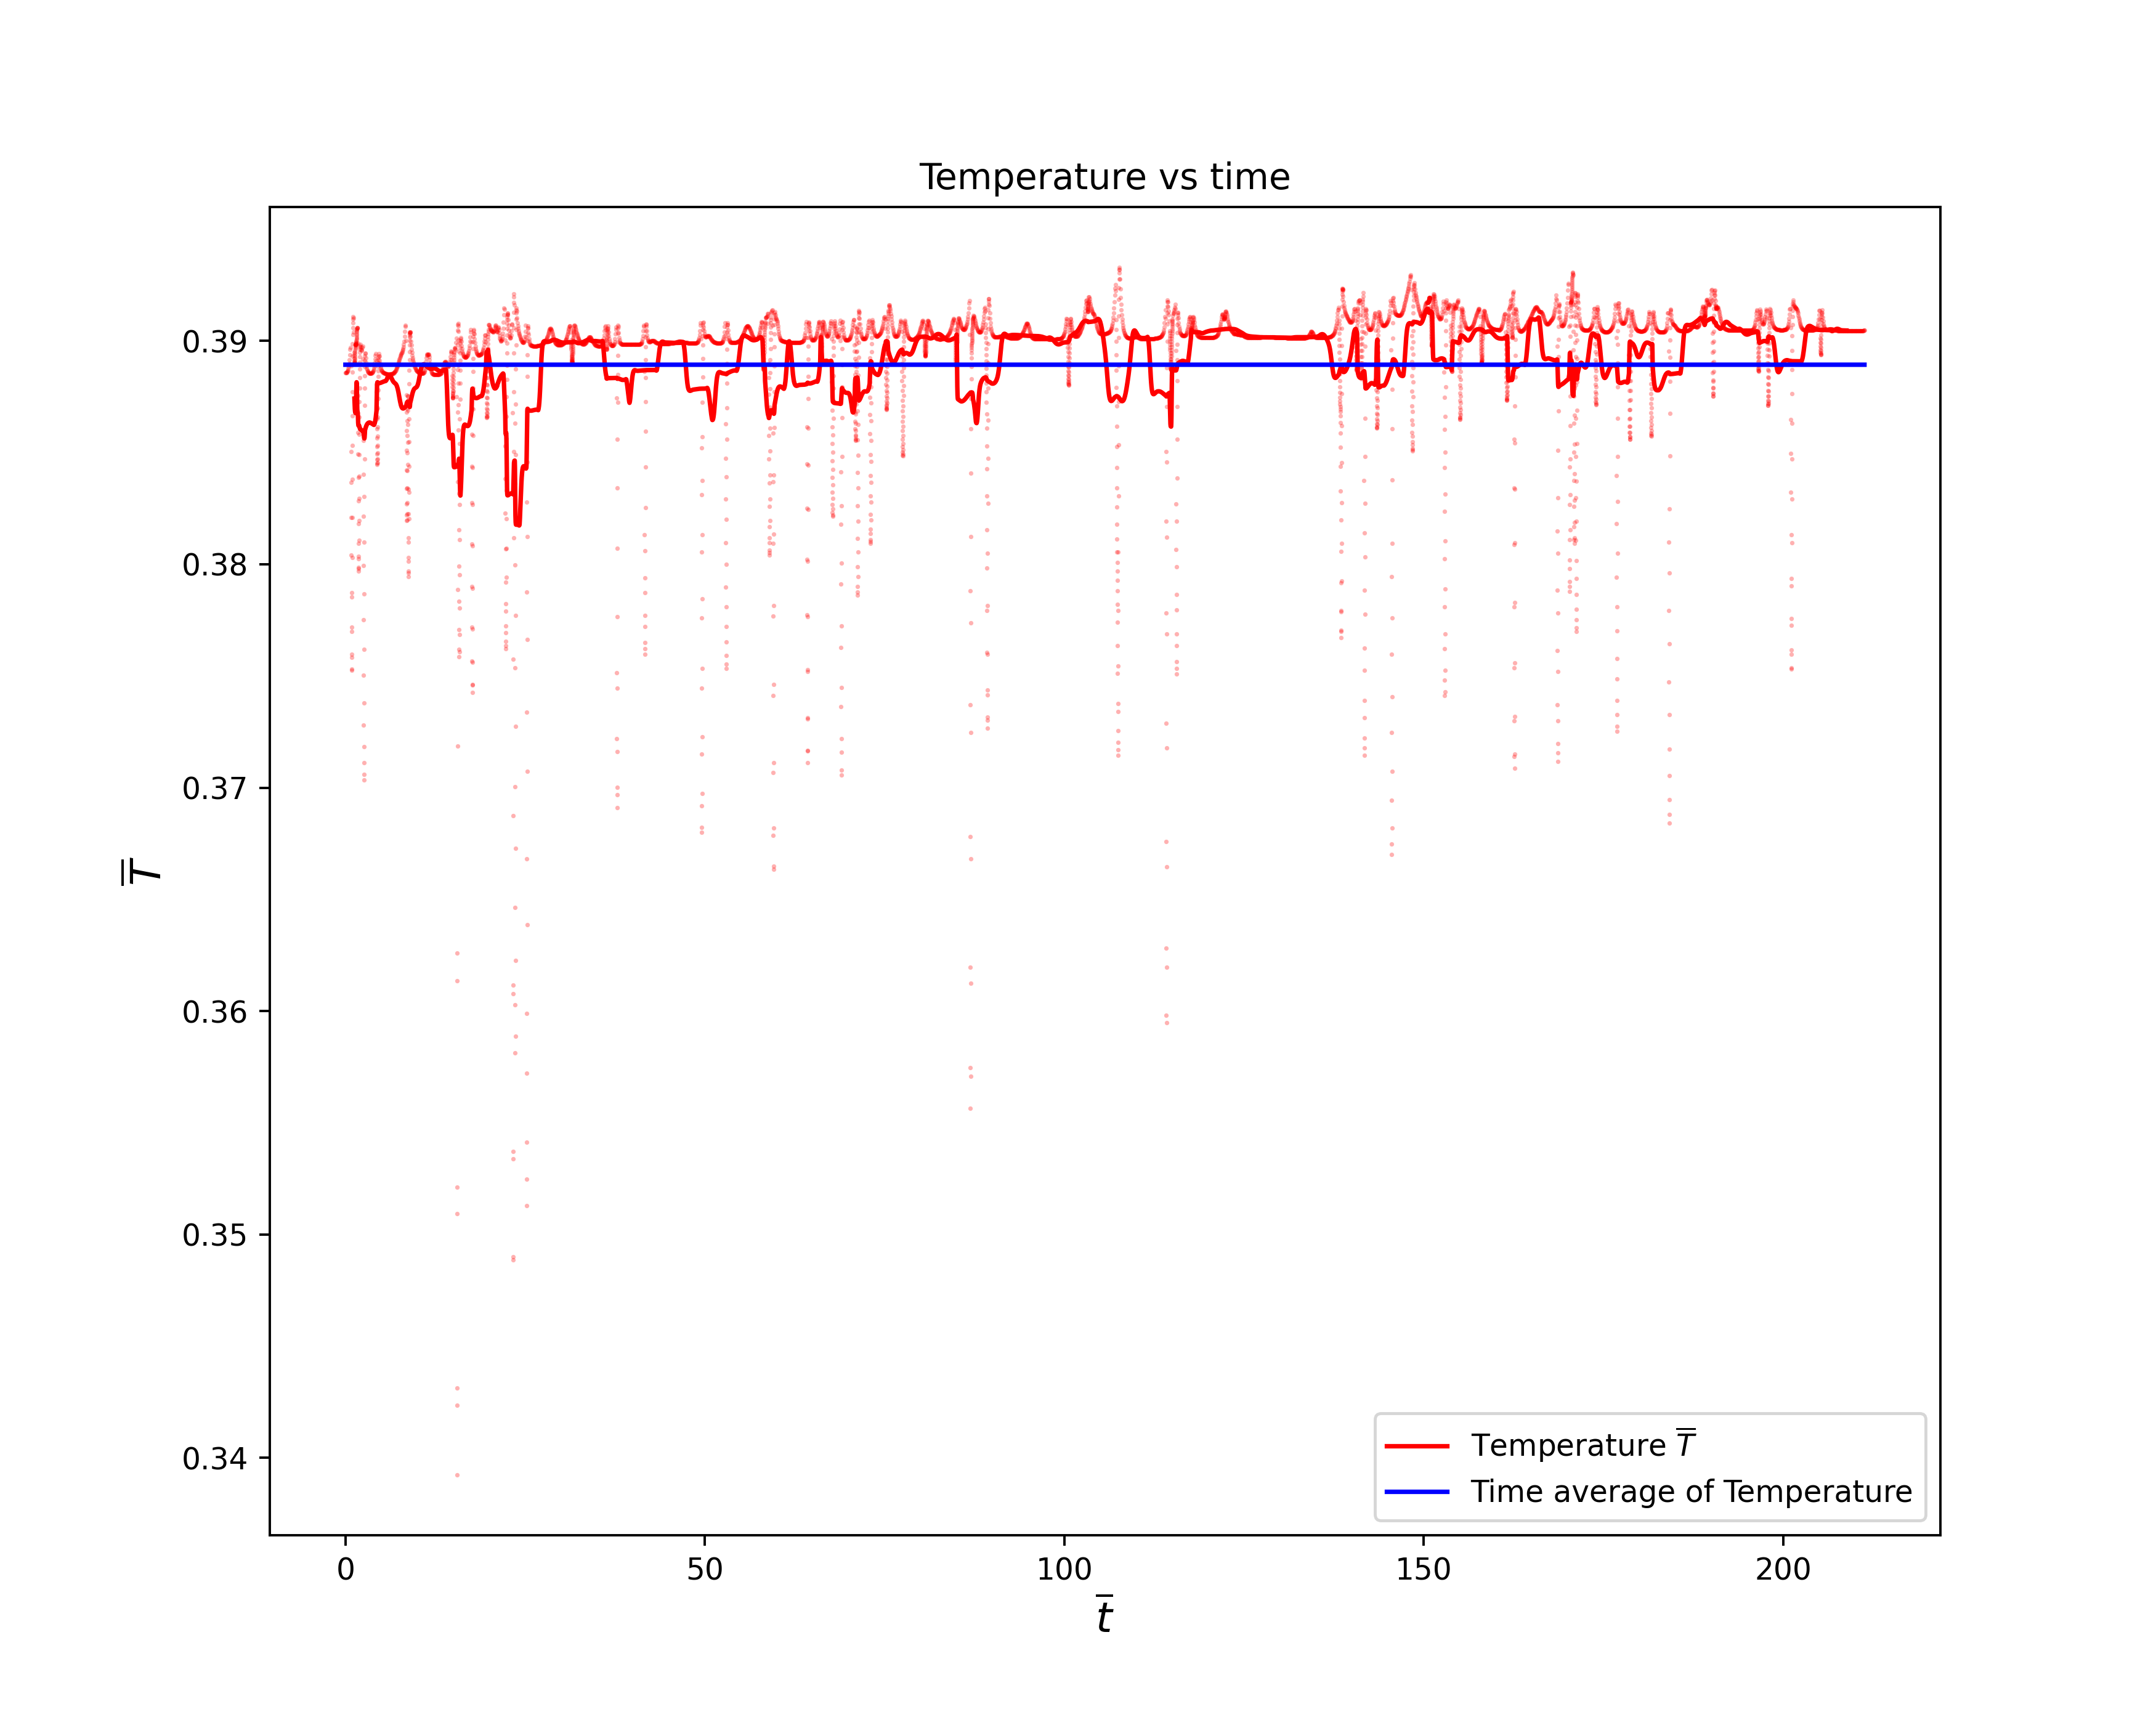 Temperature vs time
0.39
0.38
0.37
0.36
0.35
0.34
T̅
0 50 100 150 200
t̅
Temperature T̅
Time average of Temperature